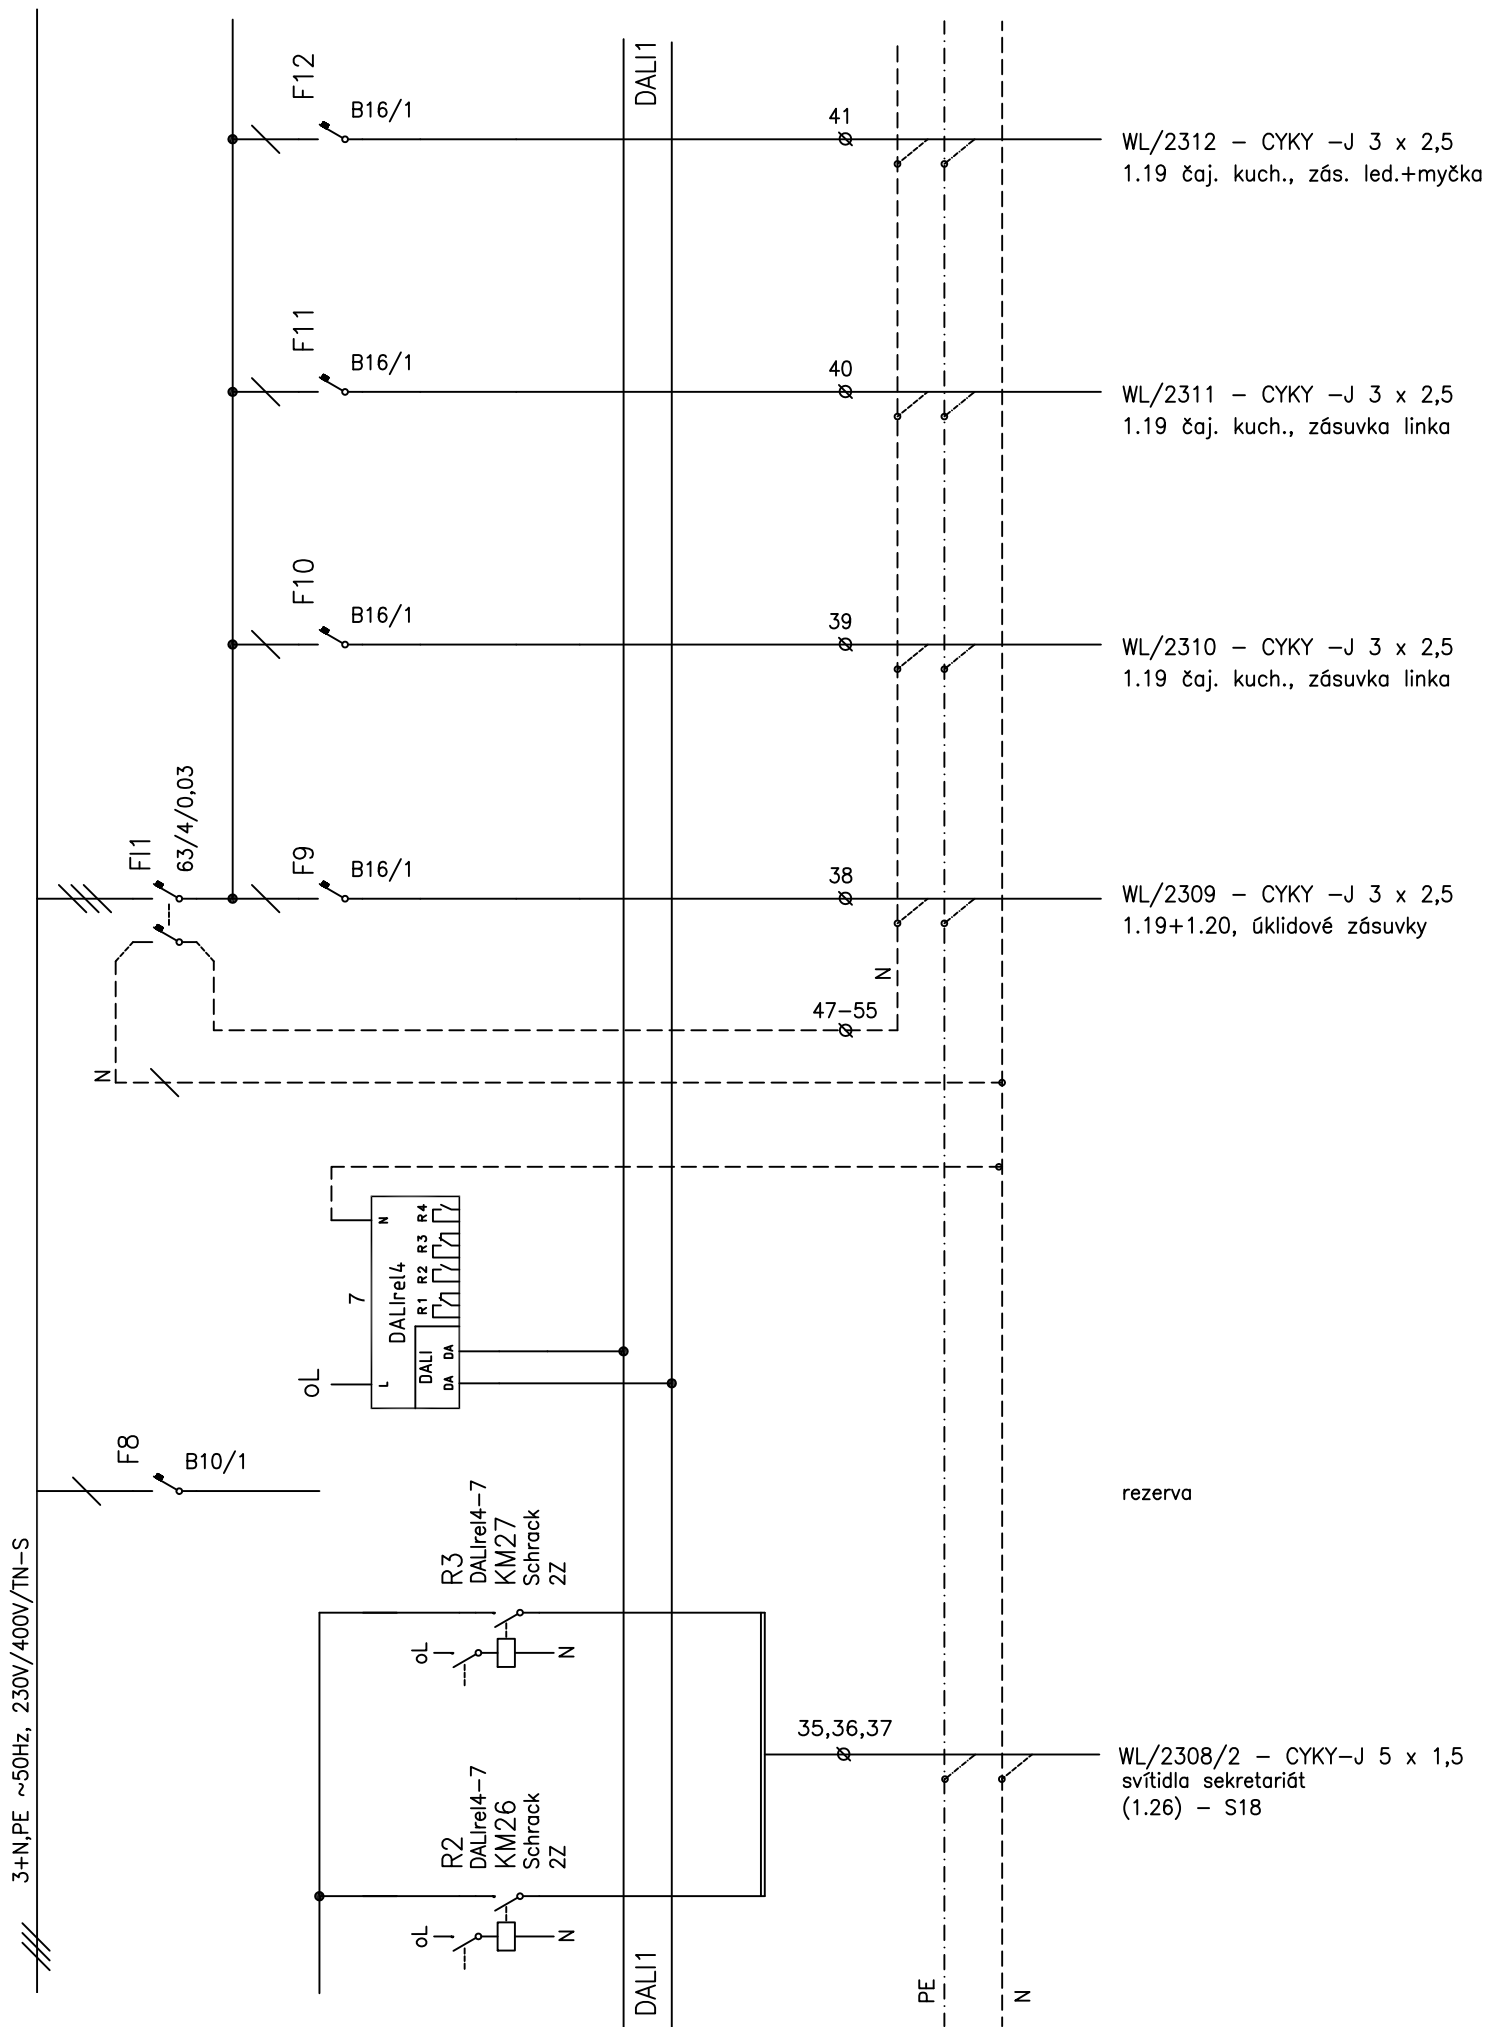 F12
B16/1
DALI1
41
WL/2312 – CYKY –J 3 x 2,5
1.19 čaj. kuch., zás. led.+myčka
F11
B16/1
40
WL/2311 – CYKY –J 3 x 2,5
1.19 čaj. kuch., zásuvka linka
F10
B16/1
39
WL/2310 – CYKY –J 3 x 2,5
1.19 čaj. kuch., zásuvka linka
FI1
63/4/0,03
F9
B16/1
38
WL/2309 – CYKY –J 3 x 2,5
1.19+1.20, úklidové zásuvky
N
47–55
N
7
DALIrel4
N
L
R1 R2 R3 R4
DALI
DA DA
oL
F8
B10/1
rezerva
3+N,PE ~50Hz, 230V/400V/TN–S
R3
DALIrel4–7
KM27
Schrack
2Z
oL
N
35,36,37
WL/2308/2 – CYKY–J 5 x 1,5
svítidla sekretariát
(1.26) – S18
R2
DALIrel4–7
KM26
Schrack
2Z
oL
N
DALI1
PE
N